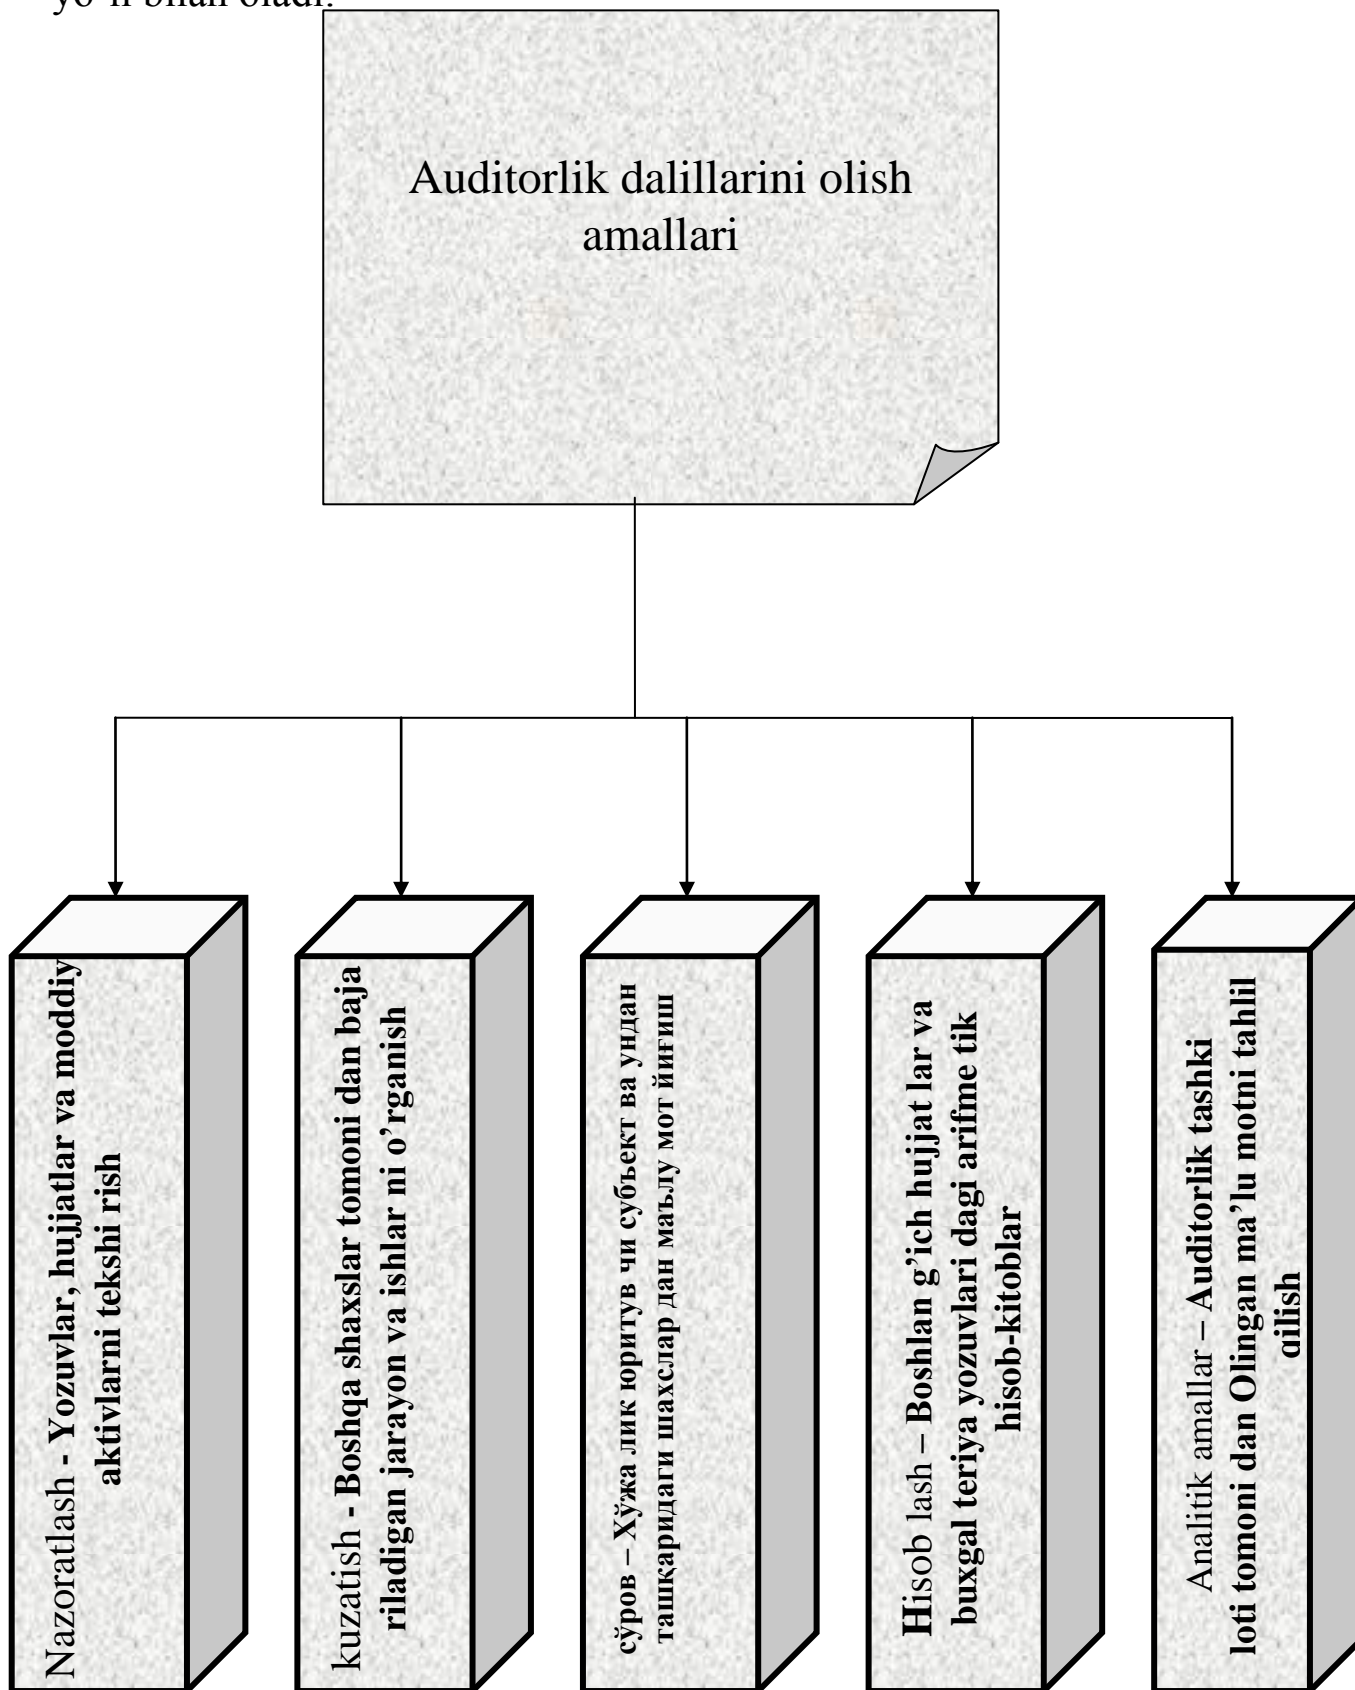 yo'li bilan oladi.
Auditorlik dalillarini olish
amallari
Nazoratlash - Yozuvlar, hujjatlar va moddiy
aktivlarni tekshi rish
kuzatish - Boshqa shaxslar tomoni dan baja
riladigan jarayon va ishlar ni o’rganish
сўров – Хўжа лик юритув чи субъект ва ундан
ташқаридаги шахслар дан маълу мот йиғиш
Hisob lash – Boshlan g’ich hujjat lar va
buxgal teriya yozuvlari dagi arifme tik
hisob-kitoblar
Analitik amallar – Auditorlik tashki
loti tomoni dan Olingan ma’lu motni tahlil
qilish